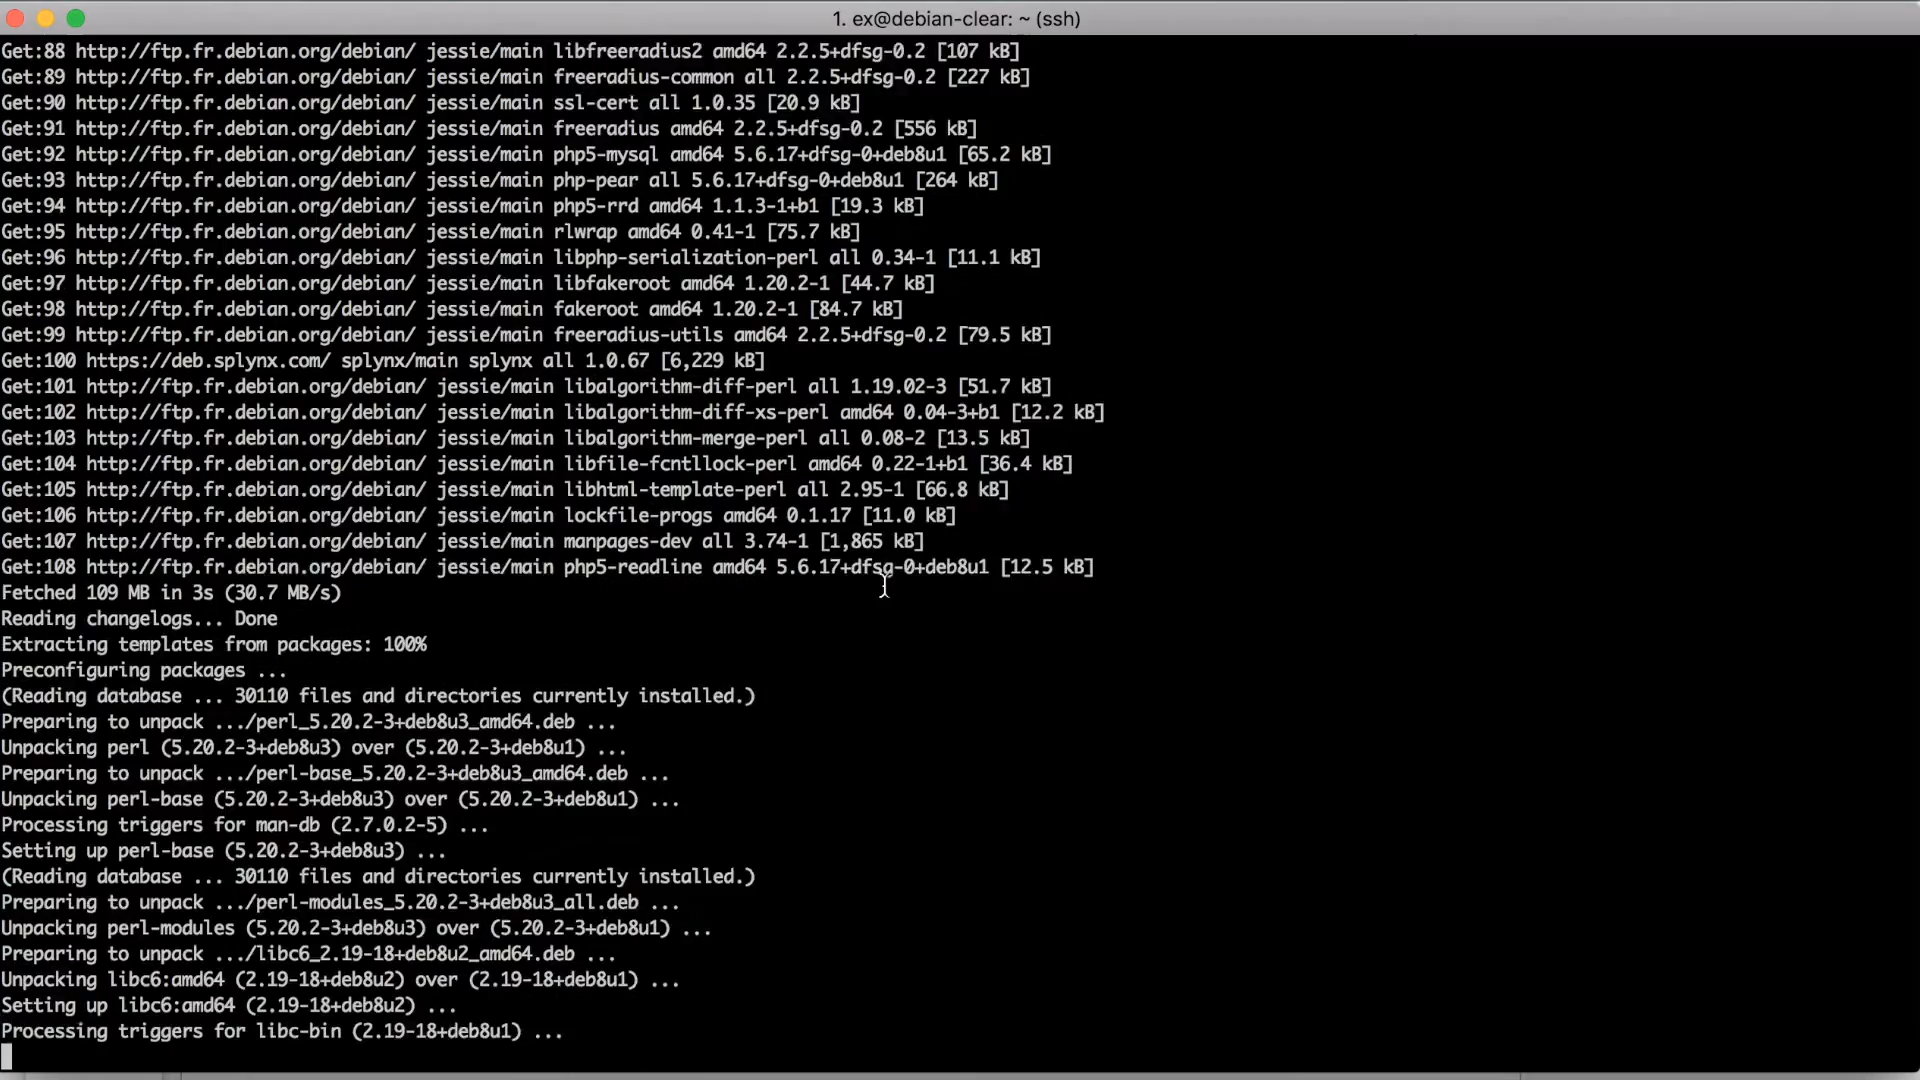 1. ex@debian-clear: ~ (ssh)
Get:88 http://ftp.fr.debian.org/debian/ jessie/main libfreeradius2 amd64 2.2.5+dfsg-0.2 [107 kB]
Get:89 http://ftp.fr.debian.org/debian/ jessie/main freeradius-common all 2.2.5+dfsg-0.2 [227 kB]
Get:90 http://ftp.fr.debian.org/debian/ jessie/main ssl-cert all 1.0.35 [20.9 kB]
Get:91 http://ftp.fr.debian.org/debian/ jessie/main freeradius amd64 2.2.5+dfsg-0.2 [556 kB]
Get:92 http://ftp.fr.debian.org/debian/ jessie/main php5-mysql amd64 5.6.17+dfsg-0+deb8u1 [65.2 kB]
Get:93 http://ftp.fr.debian.org/debian/ jessie/main php-pear all 5.6.17+dfsg-0+deb8u1 [264 kB]
Get:94 http://ftp.fr.debian.org/debian/ jessie/main php5-rrd amd64 1.1.3-1+b1 [19.3 kB]
Get:95 http://ftp.fr.debian.org/debian/ jessie/main rlwrap amd64 0.41-1 [75.7 kB]
Get:96 http://ftp.fr.debian.org/debian/ jessie/main libphp-serialization-perl all 0.34-1 [11.1 kB]
Get:97 http://ftp.fr.debian.org/debian/ jessie/main libfakeroot amd64 1.20.2-1 [44.7 kB]
Get:98 http://ftp.fr.debian.org/debian/ jessie/main fakeroot amd64 1.20.2-1 [84.7 kB]
Get:99 http://ftp.fr.debian.org/debian/ jessie/main freeradius-utils amd64 2.2.5+dfsg-0.2 [79.5 kB]
Get:100 https://deb.splynx.com/ splynx/main splynx all 1.0.67 [6,229 kB]
Get:101 http://ftp.fr.debian.org/debian/ jessie/main libalgorithm-diff-perl all 1.19.02-3 [51.7 kB]
Get:102 http://ftp.fr.debian.org/debian/ jessie/main libalgorithm-diff-xs-perl amd64 0.04-3+b1 [12.2 kB]
Get:103 http://ftp.fr.debian.org/debian/ jessie/main libalgorithm-merge-perl all 0.08-2 [13.5 kB]
Get:104 http://ftp.fr.debian.org/debian/ jessie/main libfile-fcntllock-perl amd64 0.22-1+b1 [36.4 kB]
Get:105 http://ftp.fr.debian.org/debian/ jessie/main libhtml-template-perl all 2.95-1 [66.8 kB]
Get:106 http://ftp.fr.debian.org/debian/ jessie/main lockfile-progs amd64 0.1.17 [11.0 kB]
Get:107 http://ftp.fr.debian.org/debian/ jessie/main manpages-dev all 3.74-1 [1,865 kB]
Get:108 http://ftp.fr.debian.org/debian/ jessie/main php5-readline amd64 5.6.17+dfsg-0+deb8u1 [12.5 kB]
Fetched 109 MB in 3s (30.7 MB/s)
Reading changelogs... Done
Extracting templates from packages: 100%
Preconfiguring packages ...
(Reading database ... 30110 files and directories currently installed.)
Preparing to unpack .../perl_5.20.2-3+deb8u3_amd64.deb ...
Unpacking perl (5.20.2-3+deb8u3) over (5.20.2-3+deb8u1) ...
Preparing to unpack .../perl-base_5.20.2-3+deb8u3_amd64.deb ...
Unpacking perl-base (5.20.2-3+deb8u3) over (5.20.2-3+deb8u1) ...
Processing triggers for man-db (2.7.0.2-5) ...
Setting up perl-base (5.20.2-3+deb8u3) ...
(Reading database ... 30110 files and directories currently installed.)
Preparing to unpack .../perl-modules_5.20.2-3+deb8u3_all.deb ...
Unpacking perl-modules (5.20.2-3+deb8u3) over (5.20.2-3+deb8u1) ...
Preparing to unpack .../libc6_2.19-18+deb8u2_amd64.deb ...
Unpacking libc6:amd64 (2.19-18+deb8u2) over (2.19-18+deb8u1) ...
Setting up libc6:amd64 (2.19-18+deb8u2) ...
Processing triggers for libc-bin (2.19-18+deb8u1) ...